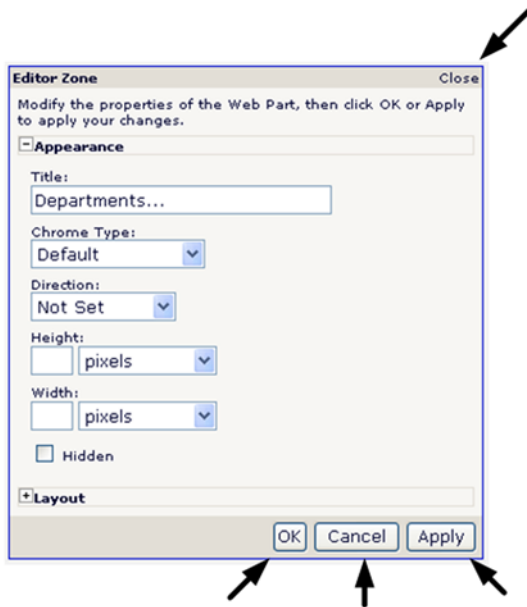 Editor Zone Close
Modify the properties of the Web Part, then click OK or Apply
to apply your changes.
Appearance
Title:
Departments...
Chrome Type:
Default
Direction:
Not Set
Height:
pixels
Width:
pixels
Hidden
Layout
OK Cancel Apply